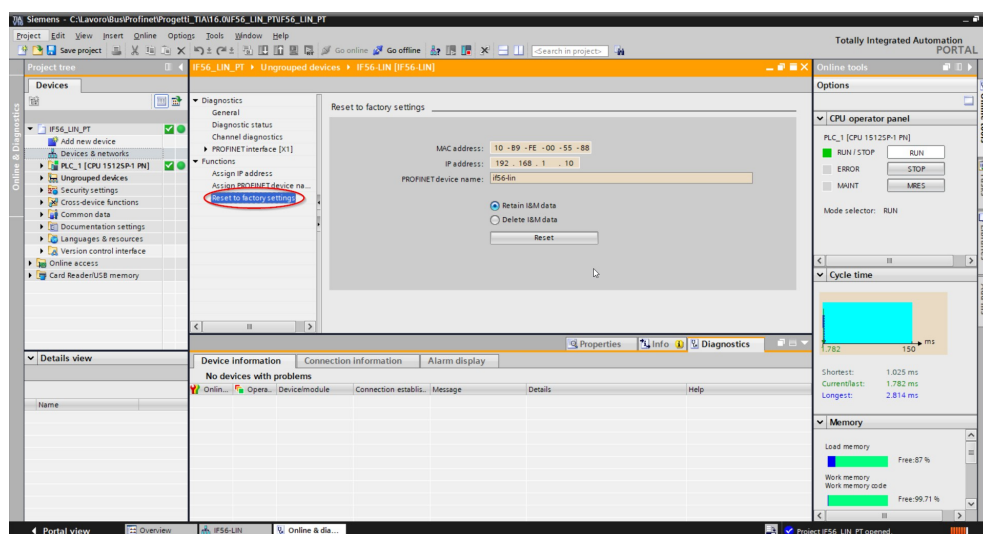 Siemens - C:\Lavoro\Bus\Profinet\Progetti_TIA\16.0\IF56_LIN_PT\IF56_LIN_PT
Project Edit View Insert Online Options Tools Window Help
Totally Integrated Automation
PORTAL
Save project
Go online
Go offline
<Search in project>
Project tree
IF56_LIN_PT
Ungrouped devices
IF56-LIN [IF56-LIN]
Online tools
Devices
Options
IF56_LIN_PT
Add new device
Devices & networks
PLC_1 [CPU 1512SP-1 PN]
Ungrouped devices
Security settings
Cross-device functions
Common data
Documentation settings
Languages & resources
Version control interface
Online access
Card Reader/USB memory
Online & Diagnostics
Diagnostics
General
Diagnostic status
Channel diagnostics
PROFINET interface [X1]
Functions
Assign IP address
Assign PROFINET device na...
Reset to factory settings
Reset to factory settings
MAC address: 10 -B9 -FE -00 -55 -88
IP address: 192 . 168 . 1 . 10
PROFINET device name: if56-lin
Retain I&M data
Delete I&M data
Reset
CPU operator panel
PLC_1 [CPU 1512SP-1 PN]
RUN / STOP RUN
ERROR STOP
MAINT MRES
Mode selector: RUN
Cycle time
ms
1.782 150
Shortest: 1.025 ms
Current/last: 1.782 ms
Longest: 2.814 ms
Memory
Load memory
Free:87 %
Work memory
Work memory code
Free:99.71 %
Properties Info Diagnostics
Device information Connection information Alarm display
No devices with problems
Onlin... Opera.. Device/module Connection establis.. Message Details Help
Details view
Name
Portal view Overview IF56-LIN Online & dia...
Project IF56_LIN_PT opened.